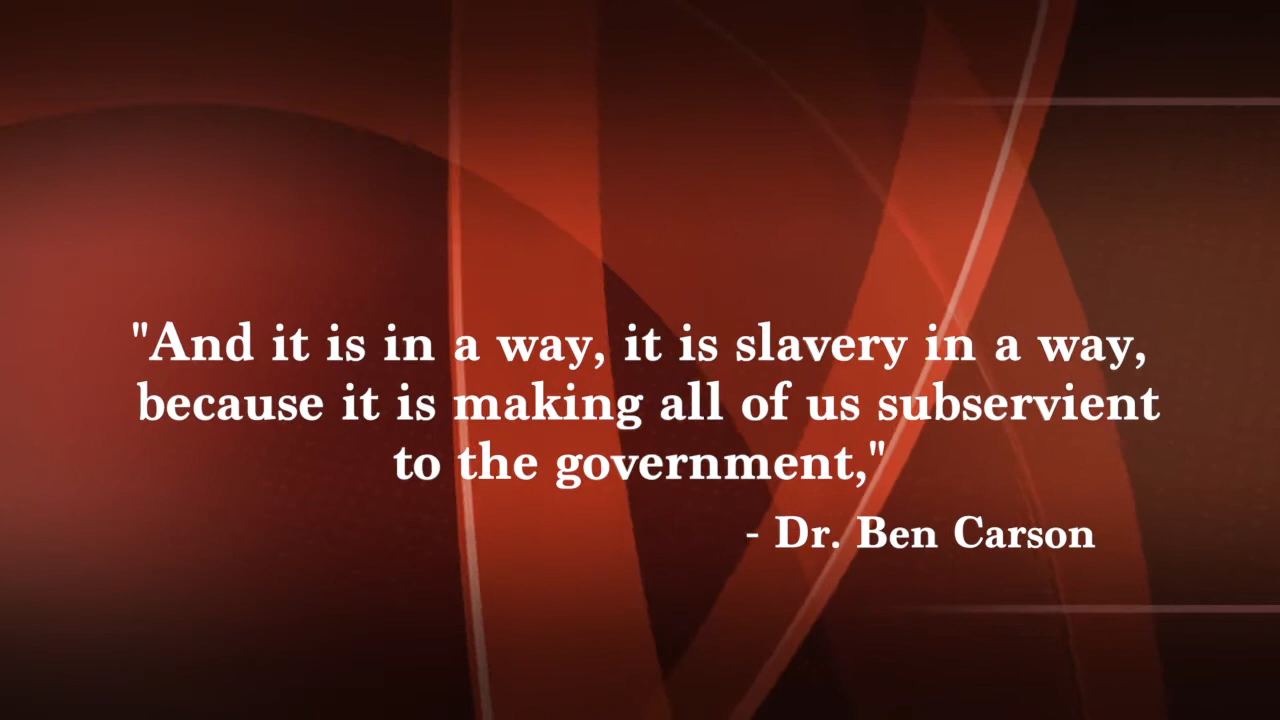 "And it is in a way, it is slavery in a way,
because it is making all of us subservient
to the government,"
- Dr. Ben Carson